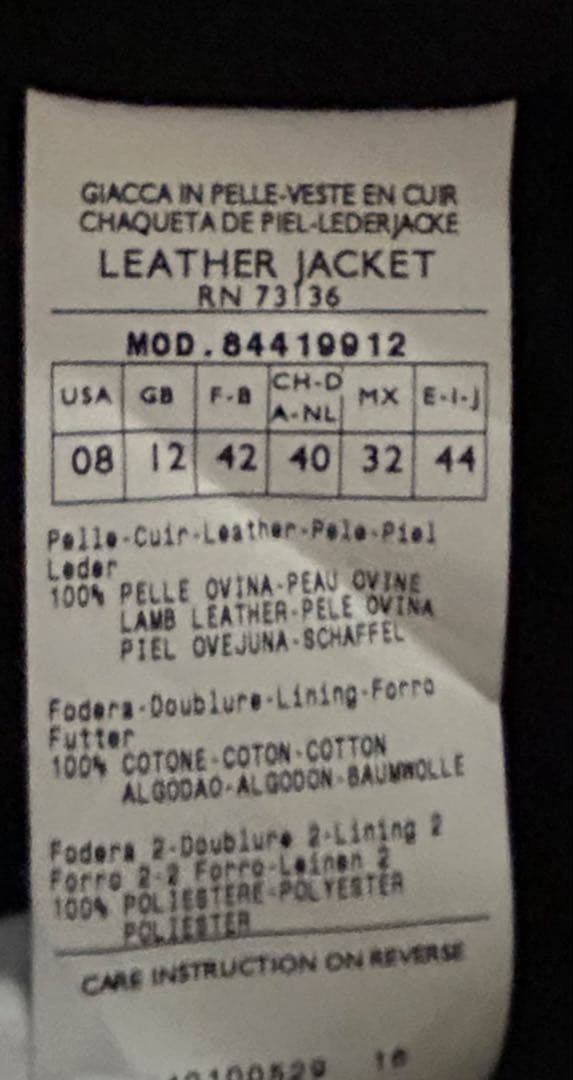 GIACCA IN PELLE-VESTE EN CUIR
CHAQUETA DE PIEL-LEDERJACKE
LEATHER JACKET
RN 73136
MOD.84419912
USA GB F-B CH-D A-NL MX E-I-J
08 12 42 40 32 44
Pelle-Cuir-Leather-Pele-Piel
Leder
100% PELLE OVINA-PEAU OVINE
LAMB LEATHER-PELE OVINA
PIEL OVEJUNA-SCHAFFEL
Fodera-Doublure-Lining-Forro
Futter
100% COTONE-COTON-COTTON
ALGODAO-ALGODON-BAUMWOLLE
Fodera 2-Doublure 2-Lining 2
Forro 2-2 Forro-Leinen 2
100% POLIESTERE-POLYESTER
POLIESTER
CARE INSTRUCTION ON REVERSE
16